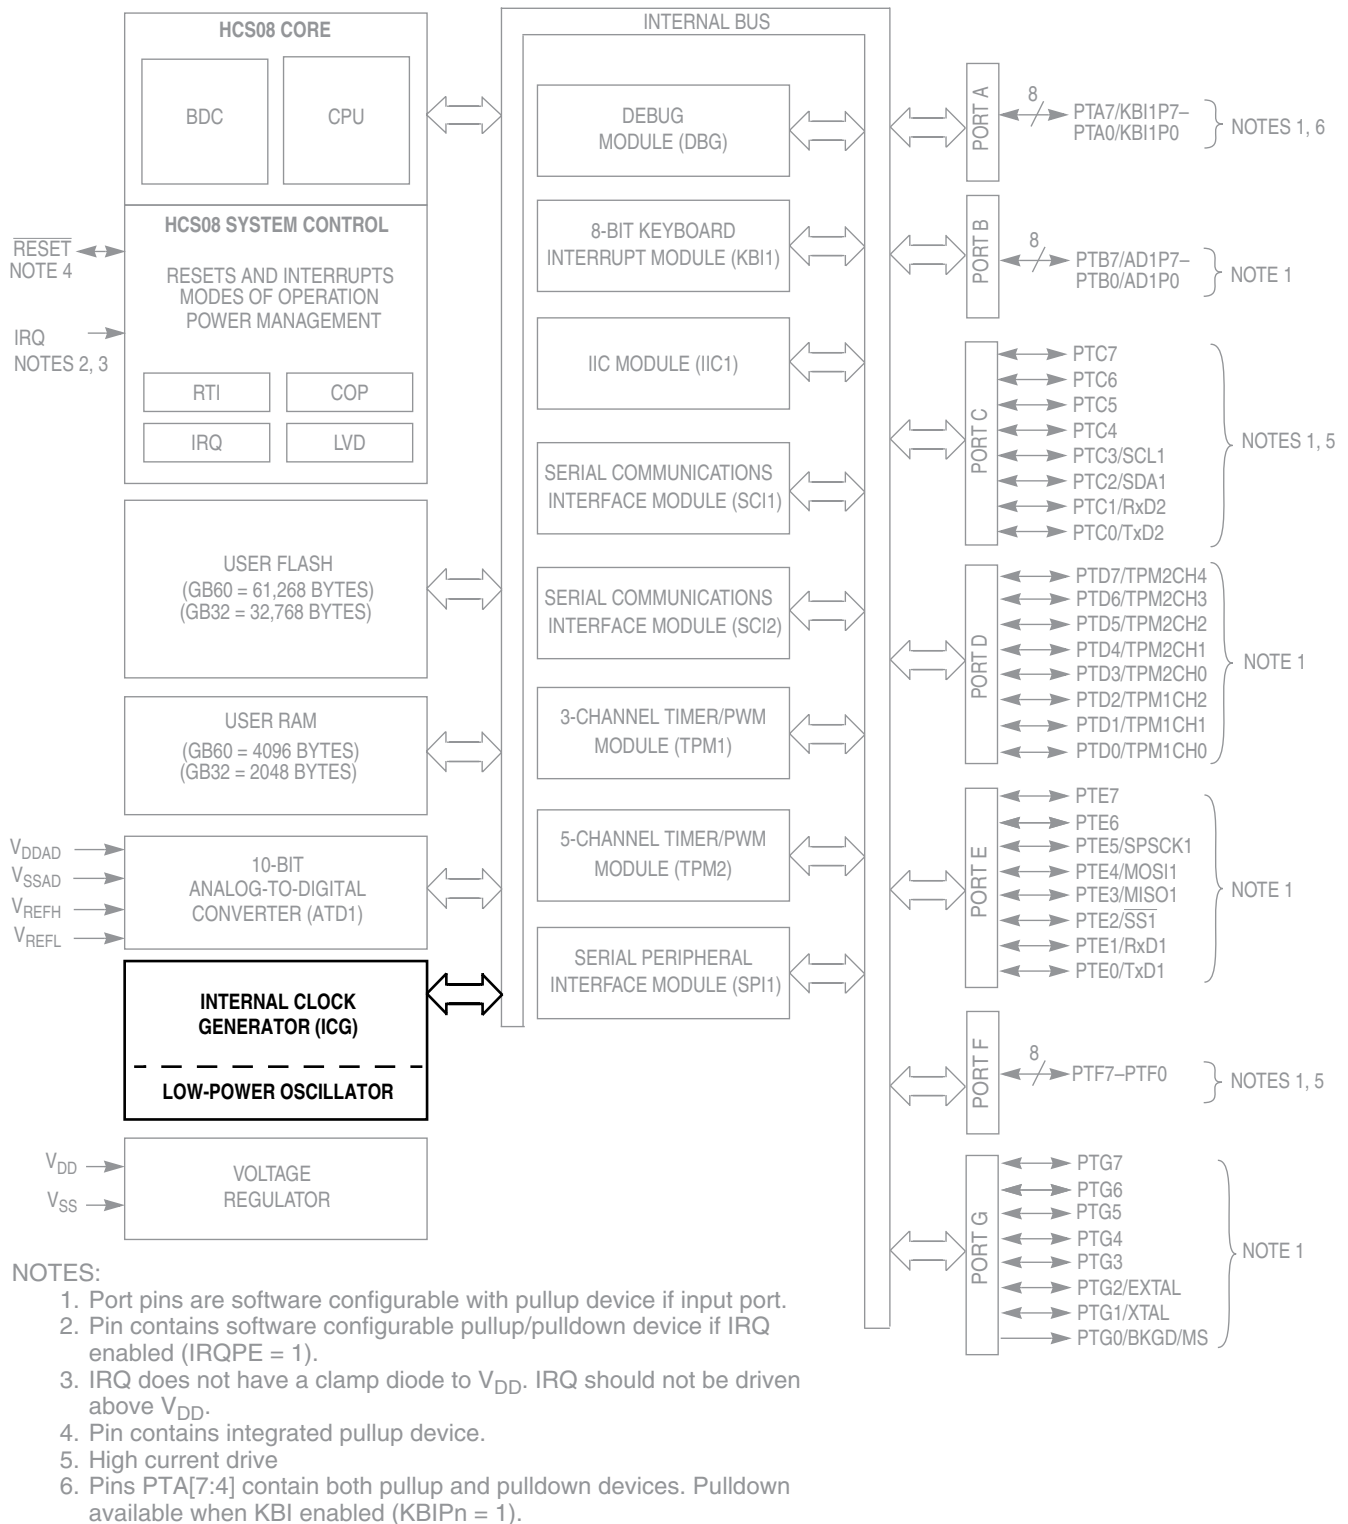 HCS08 CORE
BDC
CPU
HCS08 SYSTEM CONTROL
RESETS AND INTERRUPTS
MODES OF OPERATION
POWER MANAGEMENT
RTI
COP
IRQ
LVD
RESET
NOTE 4
IRQ
NOTES 2, 3
USER FLASH
(GB60 = 61,268 BYTES)
(GB32 = 32,768 BYTES)
USER RAM
(GB60 = 4096 BYTES)
(GB32 = 2048 BYTES)
VDDAD
VSSAD
VREFH
VREFL
10-BIT
ANALOG-TO-DIGITAL
CONVERTER (ATD1)
INTERNAL CLOCK
GENERATOR (ICG)
LOW-POWER OSCILLATOR
VDD
VSS
VOLTAGE
REGULATOR
INTERNAL BUS
DEBUG
MODULE (DBG)
8-BIT KEYBOARD
INTERRUPT MODULE (KBI1)
IIC MODULE (IIC1)
SERIAL COMMUNICATIONS
INTERFACE MODULE (SCI1)
SERIAL COMMUNICATIONS
INTERFACE MODULE (SCI2)
3-CHANNEL TIMER/PWM
MODULE (TPM1)
5-CHANNEL TIMER/PWM
MODULE (TPM2)
SERIAL PERIPHERAL
INTERFACE MODULE (SPI1)
PORT A
8
PTA7/KBI1P7–
PTA0/KBI1P0
NOTES 1, 6
PORT B
8
PTB7/AD1P7–
PTB0/AD1P0
NOTE 1
PORT C
PTC7
PTC6
PTC5
PTC4
PTC3/SCL1
PTC2/SDA1
PTC1/RxD2
PTC0/TxD2
NOTES 1, 5
PORT D
PTD7/TPM2CH4
PTD6/TPM2CH3
PTD5/TPM2CH2
PTD4/TPM2CH1
PTD3/TPM2CH0
PTD2/TPM1CH2
PTD1/TPM1CH1
PTD0/TPM1CH0
NOTE 1
PORT E
PTE7
PTE6
PTE5/SPSCK1
PTE4/MOSI1
PTE3/MISO1
PTE2/SS1
PTE1/RxD1
PTE0/TxD1
NOTE 1
PORT F
8
PTF7–PTF0
NOTES 1, 5
PORT G
PTG7
PTG6
PTG5
PTG4
PTG3
PTG2/EXTAL
PTG1/XTAL
PTG0/BKGD/MS
NOTE 1
NOTES:
1. Port pins are software configurable with pullup device if input port.
2. Pin contains software configurable pullup/pulldown device if IRQ
enabled (IRQPE = 1).
3. IRQ does not have a clamp diode to VDD. IRQ should not be driven
above VDD.
4. Pin contains integrated pullup device.
5. High current drive
6. Pins PTA[7:4] contain both pullup and pulldown devices. Pulldown
available when KBI enabled (KBIPn = 1).